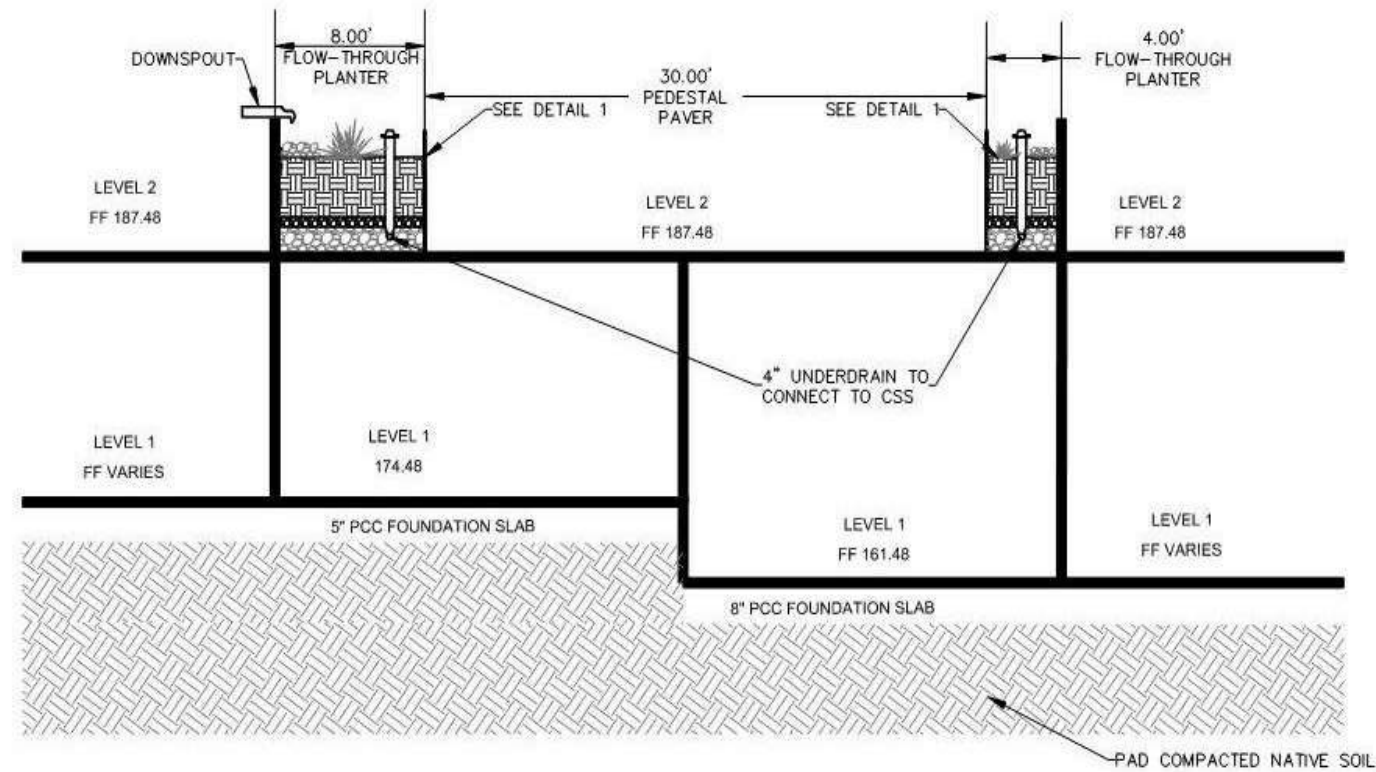 8.00'
FLOW-THROUGH
PLANTER
DOWNSPOUT
30.00'
PEDESTAL
PAVER
4.00'
FLOW-THROUGH
PLANTER
SEE DETAIL 1
SEE DETAIL 1
LEVEL 2
FF 187.48
LEVEL 2
FF 187.48
LEVEL 2
FF 187.48
4" UNDERDRAIN TO
CONNECT TO CSS
LEVEL 1
FF VARIES
LEVEL 1
174.48
5" PCC FOUNDATION SLAB
LEVEL 1
FF 161.48
LEVEL 1
FF VARIES
8" PCC FOUNDATION SLAB
PAD COMPACTED NATIVE SOIL